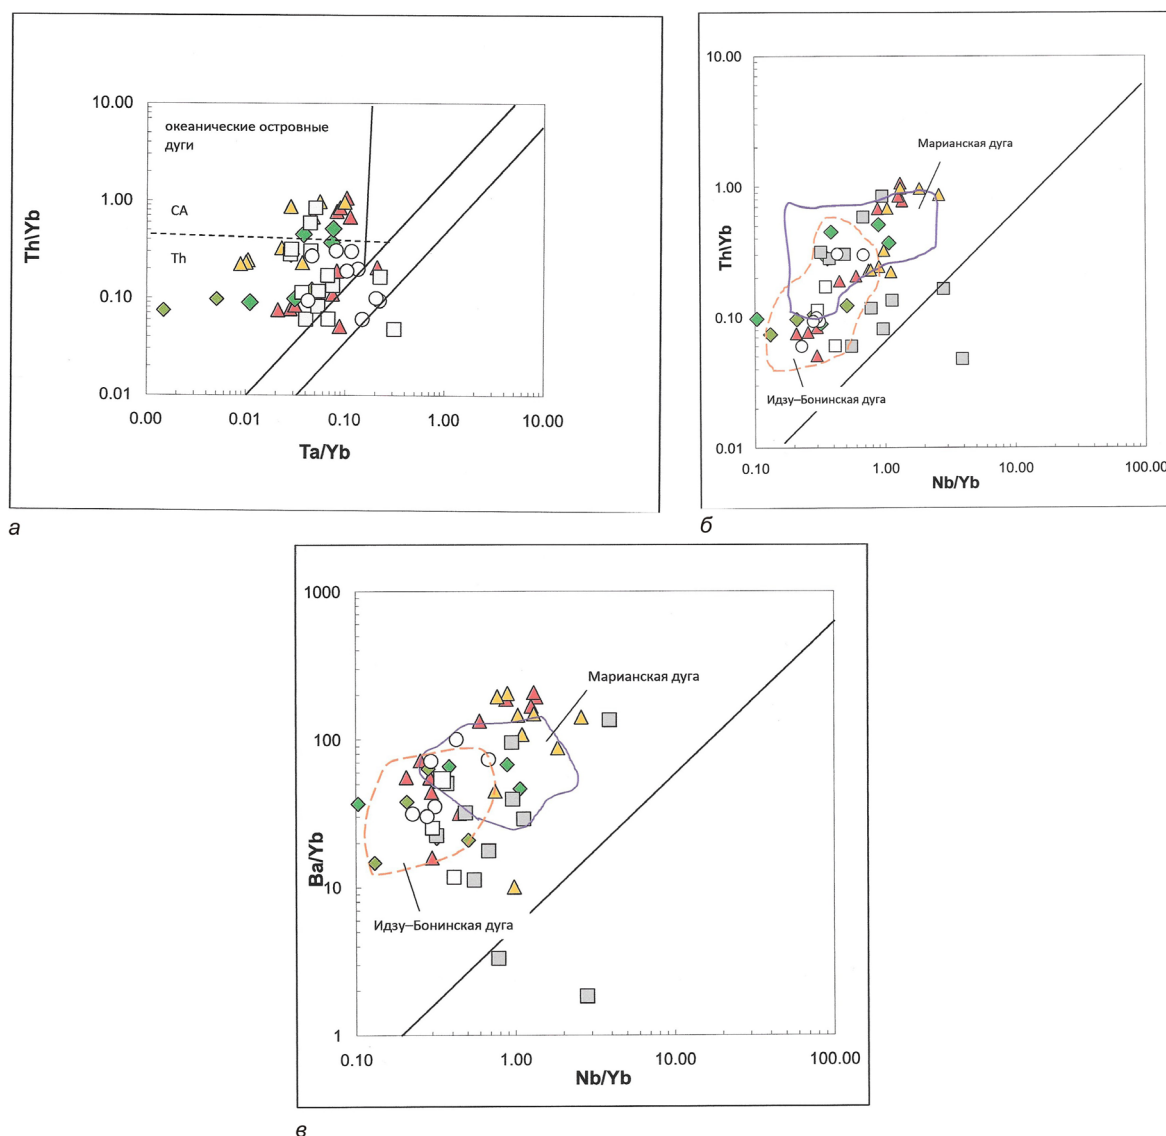 10.00
океанические островные
дуги
1.00
CA
Th
0.10
0.01
0.00
0.01
0.10
1.00
10.00
Th\Yb
Ta/Yb
а
10.00
Марианская дуга
1.00
0.10
Идзу–Бонинская дуга
0.01
0.10
1.00
10.00
100.00
Th\Yb
Nb/Yb
б
1000
Марианская дуга
100
10
Идзу–Бонинская дуга
1
0.10
1.00
10.00
100.00
Ba/Yb
Nb/Yb
в